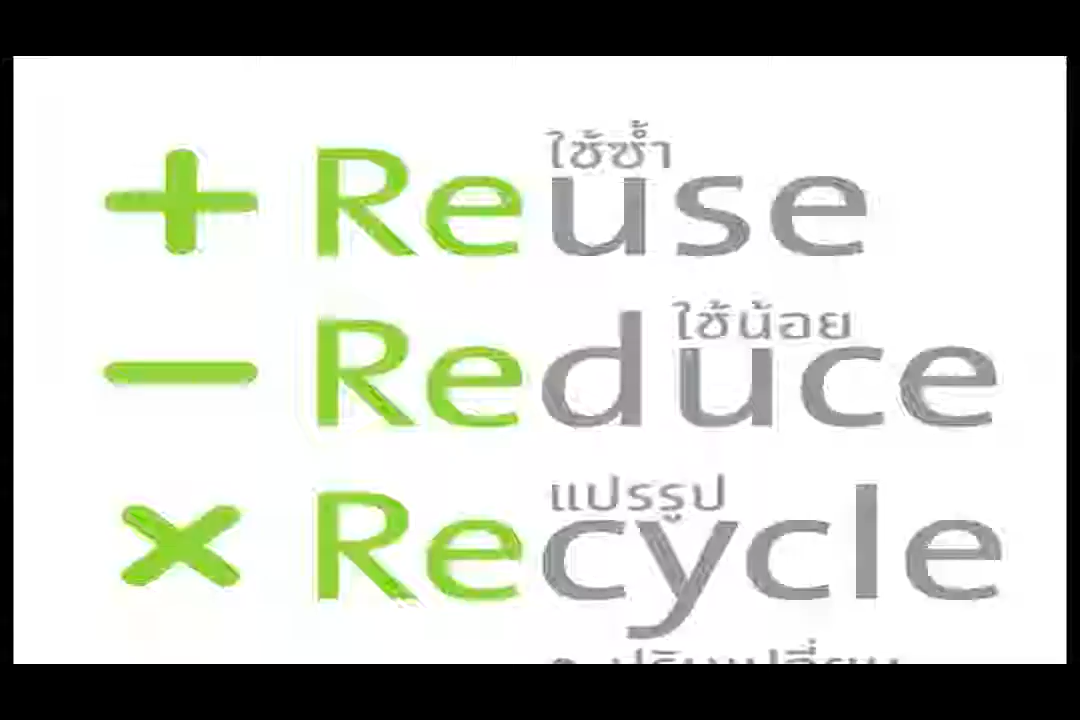 ใช้ซ้ำ
+ Reuse
ใช้น้อย
− Reduce
แปรรูป
× Recycle